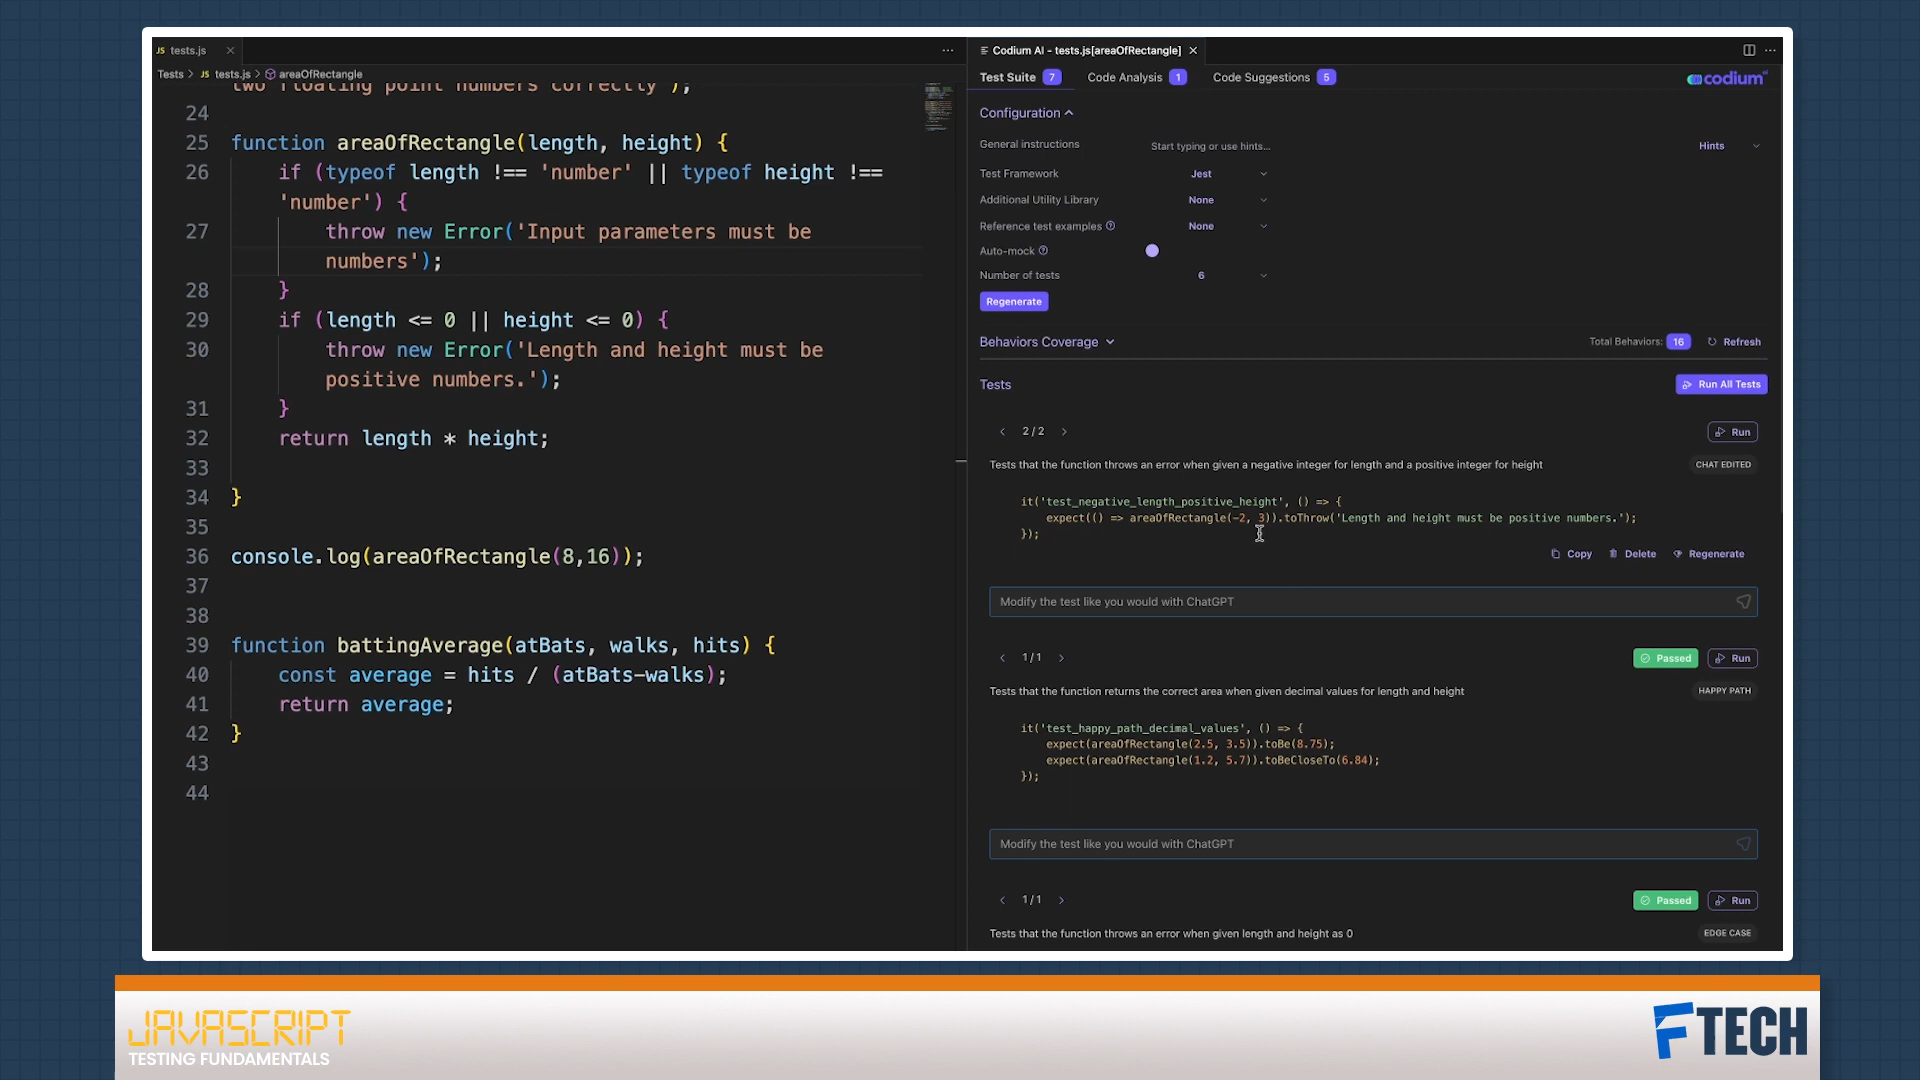 JS tests.js
Tests > JS tests.js > areaOfRectangle
two floating point numbers correctly");
24
25 function areaOfRectangle(length, height) {
26 if (typeof length !== 'number' || typeof height !==
'number') {
27 throw new Error('Input parameters must be
numbers');
28 }
29 if (length <= 0 || height <= 0) {
30 throw new Error('Length and height must be
positive numbers.');
31 }
32 return length * height;
33
34 }
35
36 console.log(areaOfRectangle(8,16));
37
38
39 function battingAverage(atBats, walks, hits) {
40 const average = hits / (atBats-walks);
41 return average;
42 }
43
44
Codium AI - tests.js[areaOfRectangle]
Test Suite 7 Code Analysis 1 Code Suggestions 5
codium
Configuration
General instructions Start typing or use hints... Hints
Test Framework Jest
Additional Utility Library None
Reference test examples None
Auto-mock
Number of tests 6
Regenerate
Behaviors Coverage Total Behaviors: 16 Refresh
Tests Run All Tests
2 / 2 Run
Tests that the function throws an error when given a negative integer for length and a positive integer for height CHAT EDITED
it('test_negative_length_positive_height', () => {
expect(() => areaOfRectangle(-2, 3)).toThrow('Length and height must be positive numbers.');
});
Copy Delete Regenerate
Modify the test like you would with ChatGPT
1 / 1 Passed Run
Tests that the function returns the correct area when given decimal values for length and height HAPPY PATH
it('test_happy_path_decimal_values', () => {
expect(areaOfRectangle(2.5, 3.5)).toBe(8.75);
expect(areaOfRectangle(1.2, 5.7)).toBeCloseTo(6.84);
});
Modify the test like you would with ChatGPT
1 / 1 Passed Run
Tests that the function throws an error when given length and height as 0 EDGE CASE
JAVASCRIPT
TESTING FUNDAMENTALS
FTECH